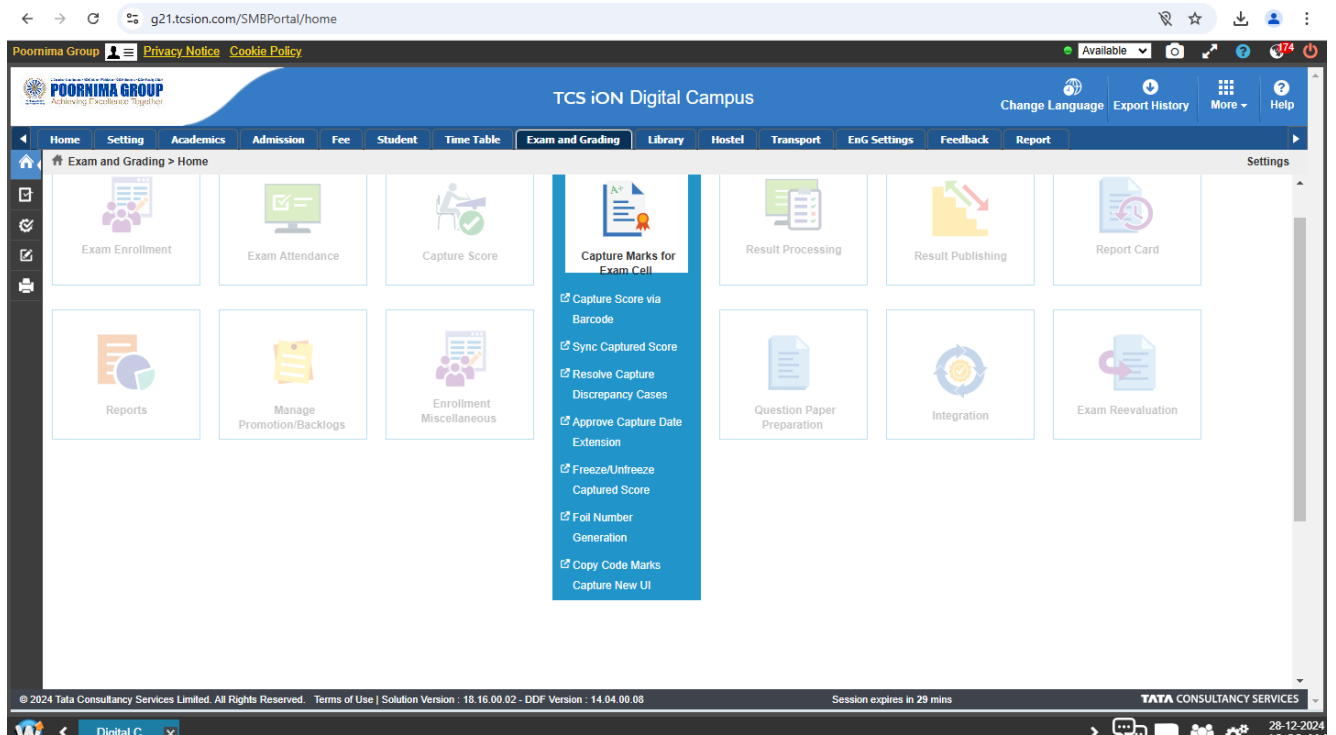 g21.tcsion.com/SMBPortal/home
Poornima Group Privacy Notice Cookie Policy Available 174
POORNIMA GROUP
Achieving Excellence Together
TCS iON Digital Campus
Change Language Export History More Help
Home Setting Academics Admission Fee Student Time Table Exam and Grading Library Hostel Transport EnG Settings Feedback Report
Exam and Grading > Home Settings
A+
Exam Enrollment
Exam Attendance
Capture Score
Capture Marks for
Exam Cell
Result Processing
Result Publishing
Report Card
Capture Score via
Barcode
Sync Captured Score
Resolve Capture
Discrepancy Cases
Approve Capture Date
Extension
Freeze/Unfreeze
Captured Score
Foil Number
Generation
Copy Code Marks
Capture New UI
Reports
Manage
Promotion/Backlogs
Enrollment
Miscellaneous
Question Paper
Preparation
Integration
Exam Reevaluation
© 2024 Tata Consultancy Services Limited. All Rights Reserved. Terms of Use | Solution Version : 18.16.00.02 - DDF Version : 14.04.00.08 Session expires in 29 mins TATA CONSULTANCY SERVICES
Digital C 28-12-2024